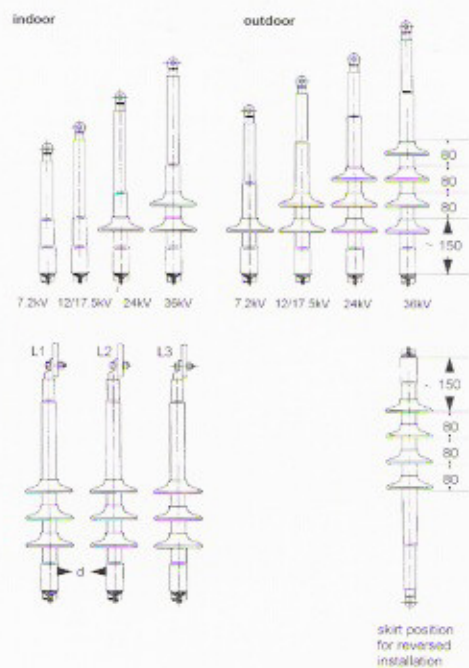 indoor
outdoor
80
80
80
~ 150
7.2kV 12/17.5kV 24kV 36kV
7.2kV 12/17.5kV 24kV 36kV
L1 L2 L3
~ 150
80
80
80
d
skirt position
for reversed
installation